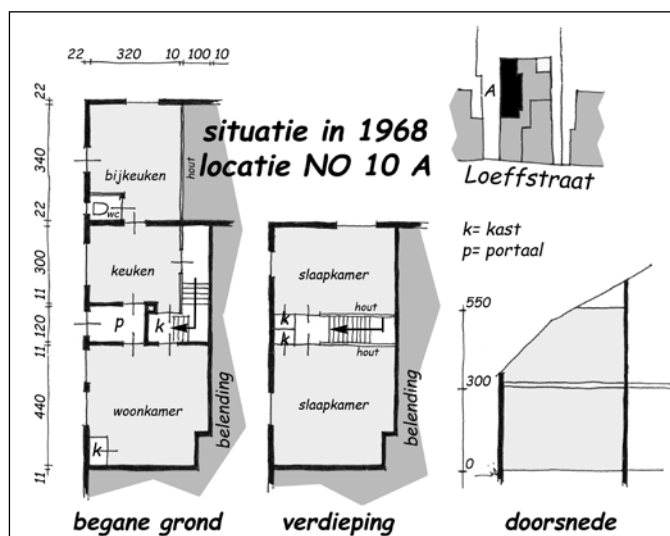 22 320 10 100 10
22
340
22
300
11
120
11
440
11
bijkeuken
hout
wc
keuken
p
k
woonkamer
k
belending
begane grond
situatie in 1968
locatie NO 10 A
slaapkamer
hout
k
k
hout
slaapkamer
belending
verdieping
A
Loeffstraat
k= kast
p= portaal
550
300
0
doorsnede